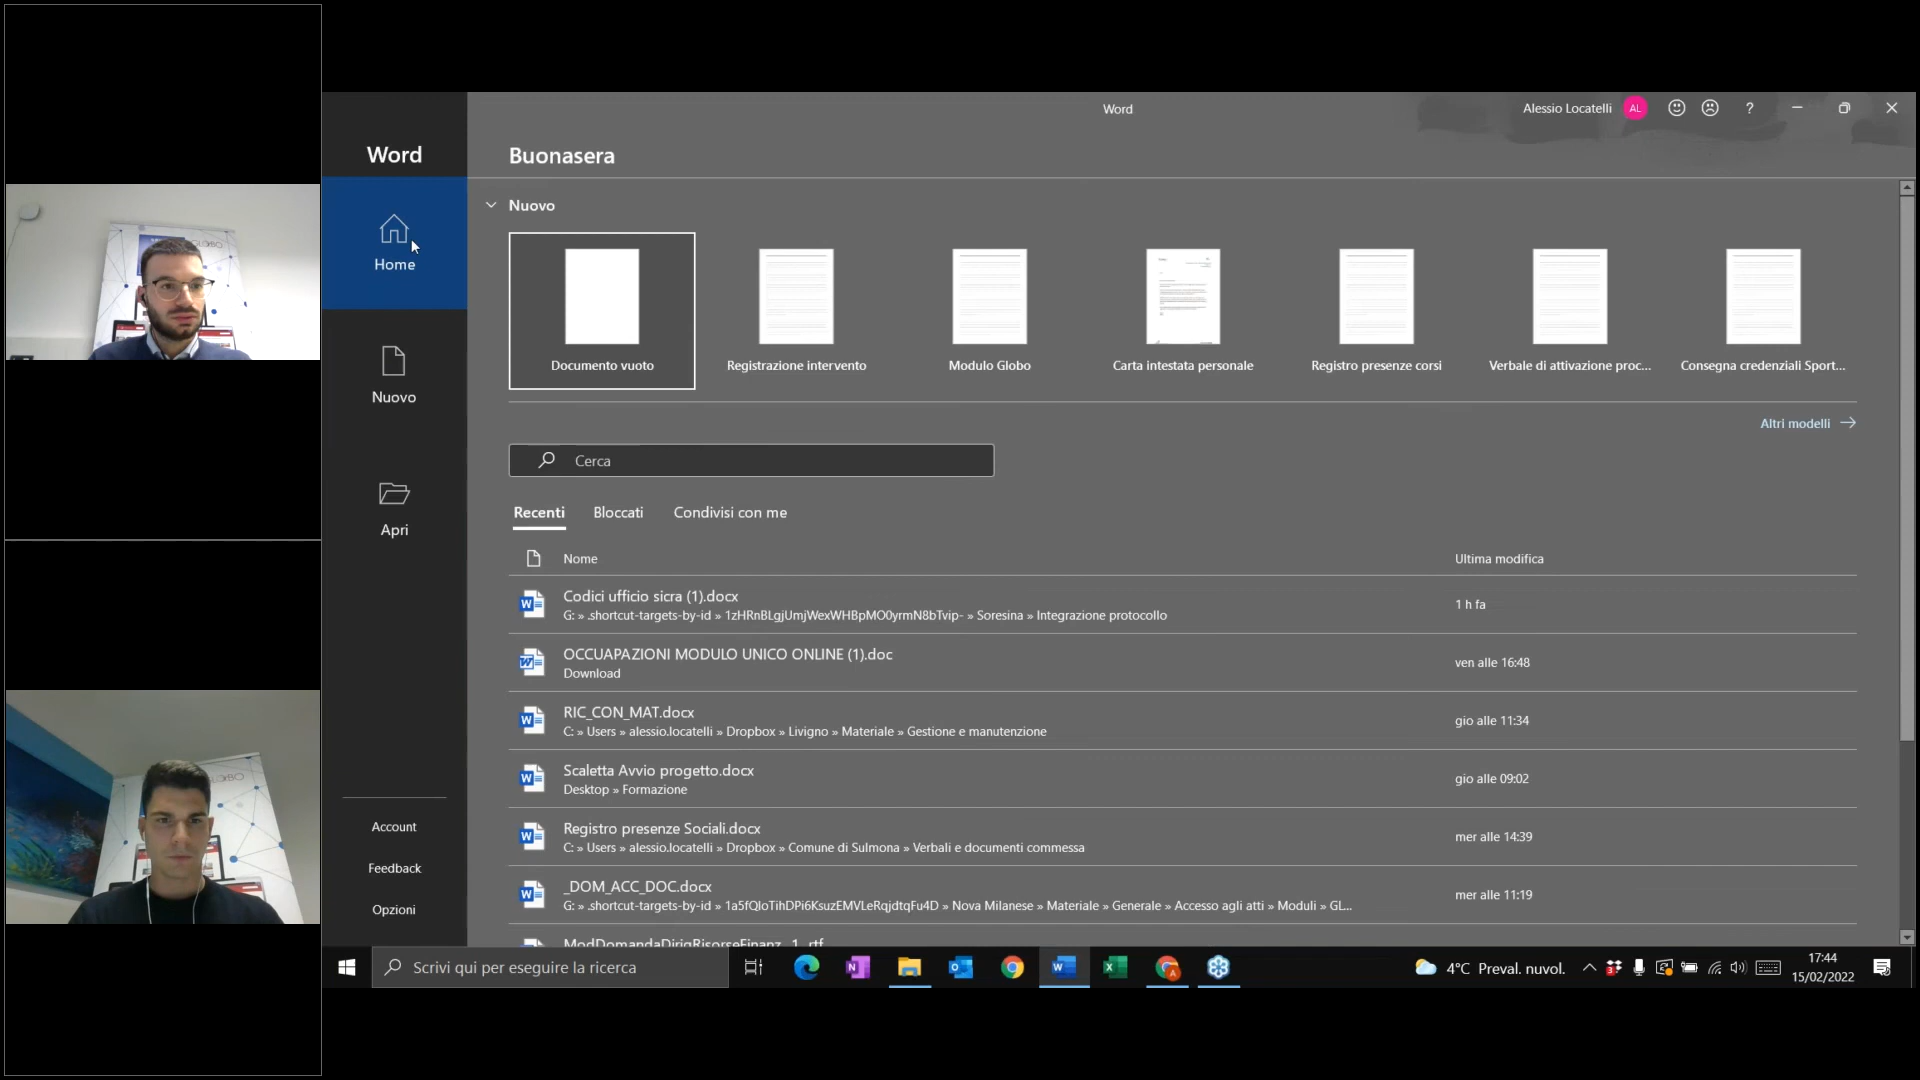 Word
Alessio Locatelli
AL
?
Word
Buonasera
Nuovo
Home
Nuovo
Apri
Account
Feedback
Opzioni
Documento vuoto
Registrazione intervento
Modulo Globo
Carta intestata personale
Registro presenze corsi
Verbale di attivazione proc...
Consegna credenziali Sport...
Altri modelli
Cerca
Recenti
Bloccati
Condivisi con me
Nome
Ultima modifica
Codici ufficio sicra (1).docx
1 h fa
G: » .shortcut-targets-by-id » 1zHRnBLgjUmjWexWHBpMO0yrmN8bTvip- » Soresina » Integrazione protocollo
OCCUAPAZIONI MODULO UNICO ONLINE (1).doc
ven alle 16:48
Download
RIC_CON_MAT.docx
gio alle 11:34
C: » Users » alessio.locatelli » Dropbox » Livigno » Materiale » Gestione e manutenzione
Scaletta Avvio progetto.docx
gio alle 09:02
Desktop » Formazione
Registro presenze Sociali.docx
mer alle 14:39
C: » Users » alessio.locatelli » Dropbox » Comune di Sulmona » Verbali e documenti commessa
_DOM_ACC_DOC.docx
mer alle 11:19
G: » .shortcut-targets-by-id » 1a5fQIoTihDPi6KsuzEMVLeRqjdtqFu4D » Nova Milanese » Materiale » Generale » Accesso agli atti » Moduli » GL...
ModDomandaDirigRisorseFinanz_1_.rtf
Scrivi qui per eseguire la ricerca
4°C Preval. nuvol.
17:44
15/02/2022